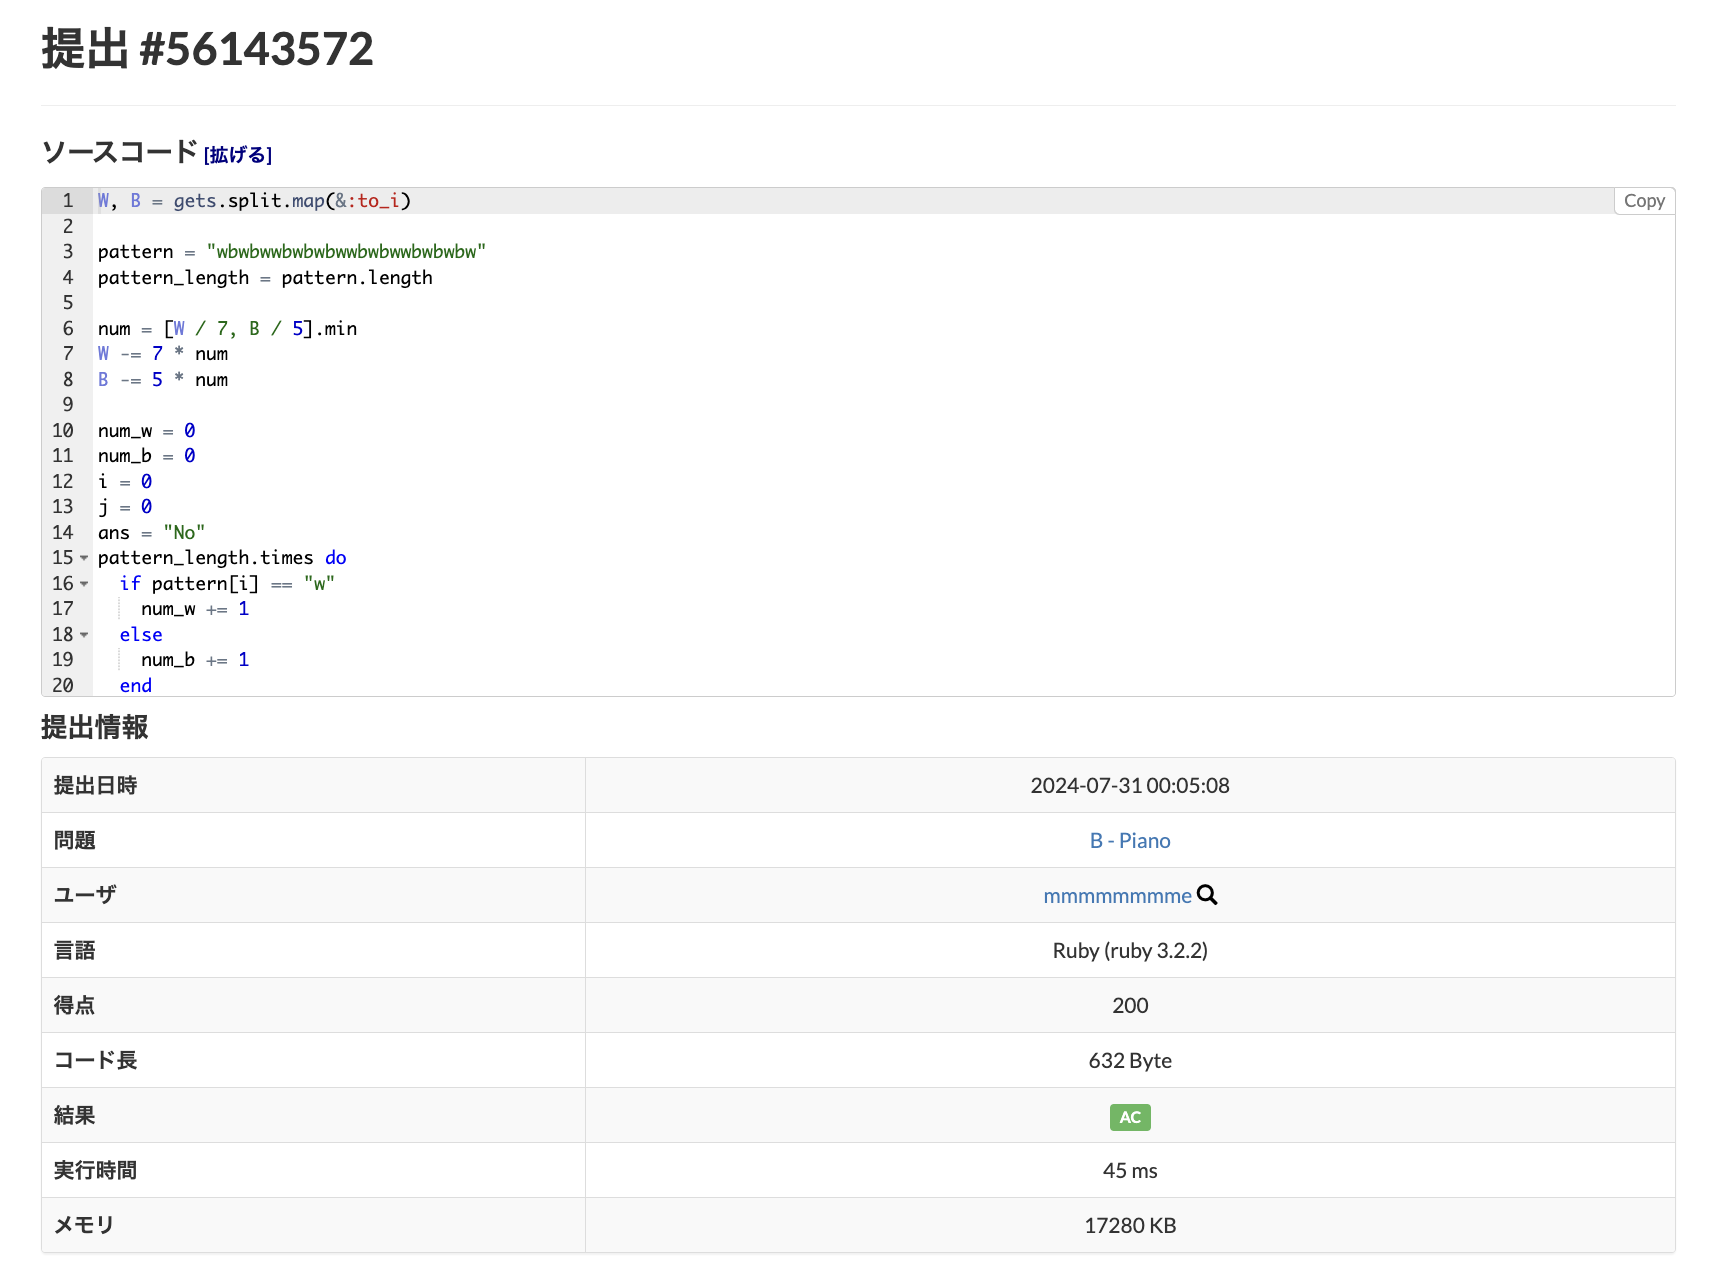 提出 #56143572
ソースコード [拡げる]
Copy
1 W, B = gets.split.map(&:to_i)
2
3 pattern = "wbwbwwbwbwbwwbwbwwbwbwbw"
4 pattern_length = pattern.length
5
6 num = [W / 7, B / 5].min
7 W -= 7 * num
8 B -= 5 * num
9
10 num_w = 0
11 num_b = 0
12 i = 0
13 j = 0
14 ans = "No"
15 pattern_length.times do
16 if pattern[i] == "w"
17 num_w += 1
18 else
19 num_b += 1
20 end
提出情報
提出日時 2024-07-31 00:05:08
問題 B - Piano
ユーザ mmmmmmmme
言語 Ruby (ruby 3.2.2)
得点 200
コード長 632 Byte
結果 AC
実行時間 45 ms
メモリ 17280 KB